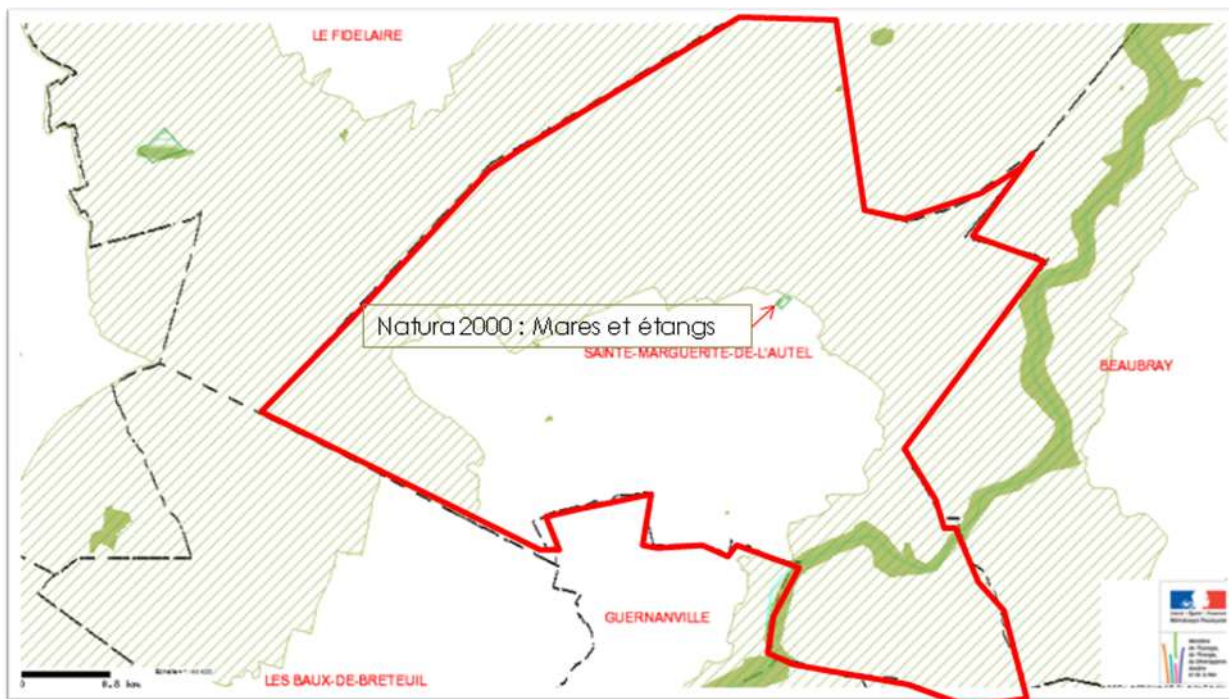 LE FIDELAIRE
Natura 2000 : Mares et étangs
SAINTE-MARGUERITE-DE-L'AUTEL
BEAUBRAY
GUERNANVILLE
LES BAUX-DE-BRETEUIL
0.8 km